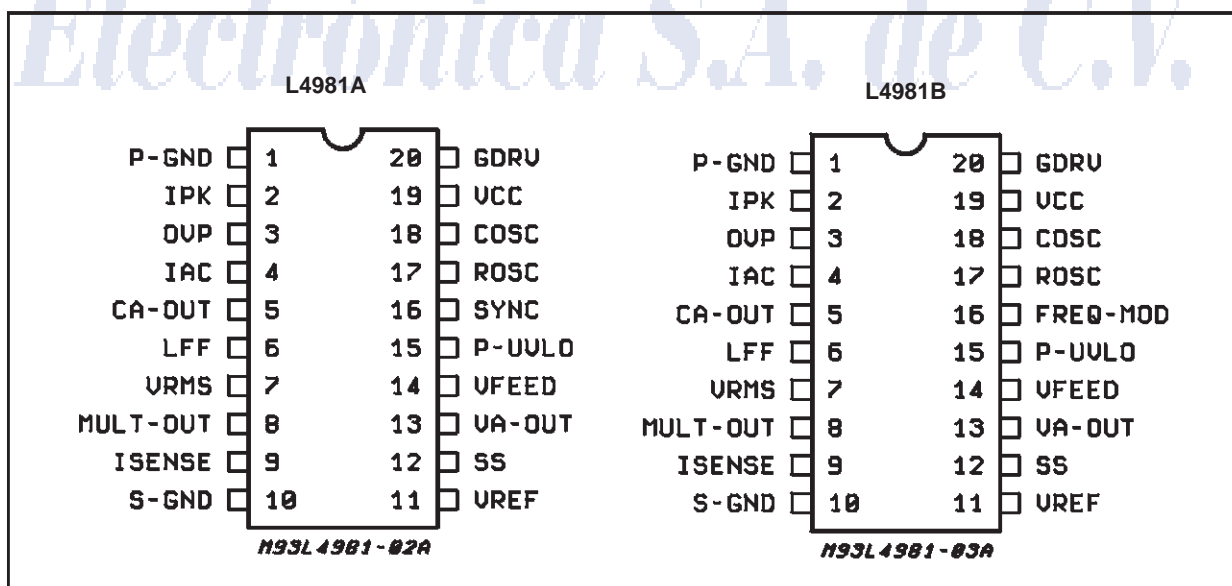 Electrónica S.A. de C.V.
L4981A
P-GND 1 20 GDRV
IPK 2 19 VCC
OVP 3 18 COSC
IAC 4 17 ROSC
CA-OUT 5 16 SYNC
LFF 6 15 P-UVLO
VRMS 7 14 VFEED
MULT-OUT 8 13 VA-OUT
ISENSE 9 12 SS
S-GND 10 11 VREF
M93L4981-02A
L4981B
P-GND 1 20 GDRV
IPK 2 19 VCC
OVP 3 18 COSC
IAC 4 17 ROSC
CA-OUT 5 16 FREQ-MOD
LFF 6 15 P-UVLO
VRMS 7 14 VFEED
MULT-OUT 8 13 VA-OUT
ISENSE 9 12 SS
S-GND 10 11 VREF
M93L4981-03A